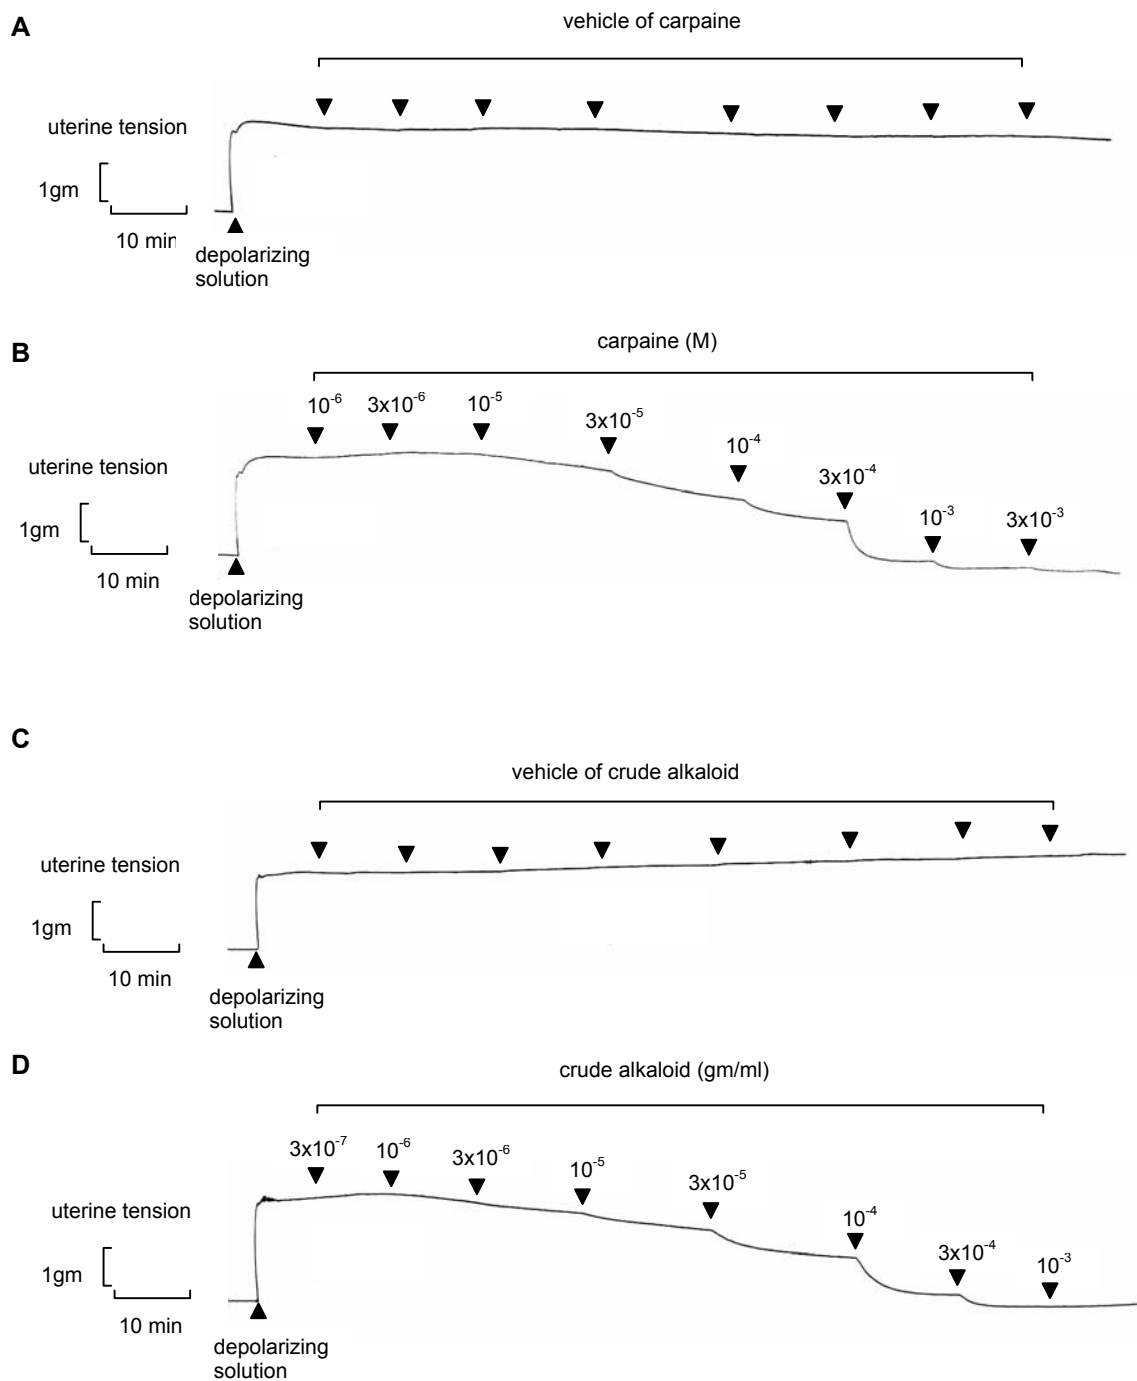 A
vehicle of carpaine
uterine tension
1gm
10 min
depolarizing
solution
B
carpaine (M)
10⁻⁶ 3x10⁻⁶ 10⁻⁵ 3x10⁻⁵ 10⁻⁴ 3x10⁻⁴ 10⁻³ 3x10⁻³
uterine tension
1gm
10 min
depolarizing
solution
C
vehicle of crude alkaloid
uterine tension
1gm
10 min
depolarizing
solution
D
crude alkaloid (gm/ml)
3x10⁻⁷ 10⁻⁶ 3x10⁻⁶ 10⁻⁵ 3x10⁻⁵ 10⁻⁴ 3x10⁻⁴ 10⁻³
uterine tension
1gm
10 min
depolarizing
solution